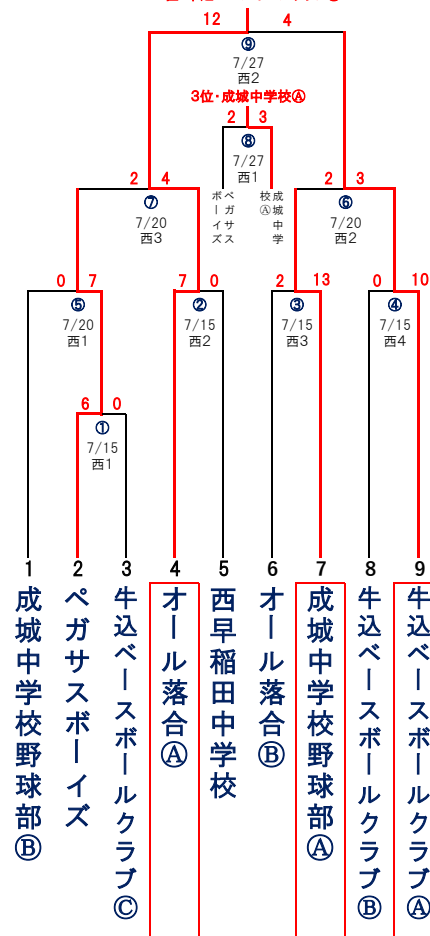 12 4
⑨
7/27
西2
3位・成城中学校Ⓐ
2 3
⑧
7/27
西1
ペガサスボーイズ
成城中学校Ⓐ
2 4
⑦
7/20
西3
2 3
⑥
7/20
西2
0 7
⑤
7/20
西1
7 0
②
7/15
西2
2 13
③
7/15
西3
0 10
④
7/15
西4
6 0
①
7/15
西1
1 2 3 4 5 6 7 8 9
成城中学校野球部Ⓑ
ペガサスボーイズ
牛込ベースボールクラブⒸ
オール落合Ⓐ
西早稲田中学校
オール落合Ⓑ
成城中学校野球部Ⓐ
牛込ベースボールクラブⒷ
牛込ベースボールクラブⒶ